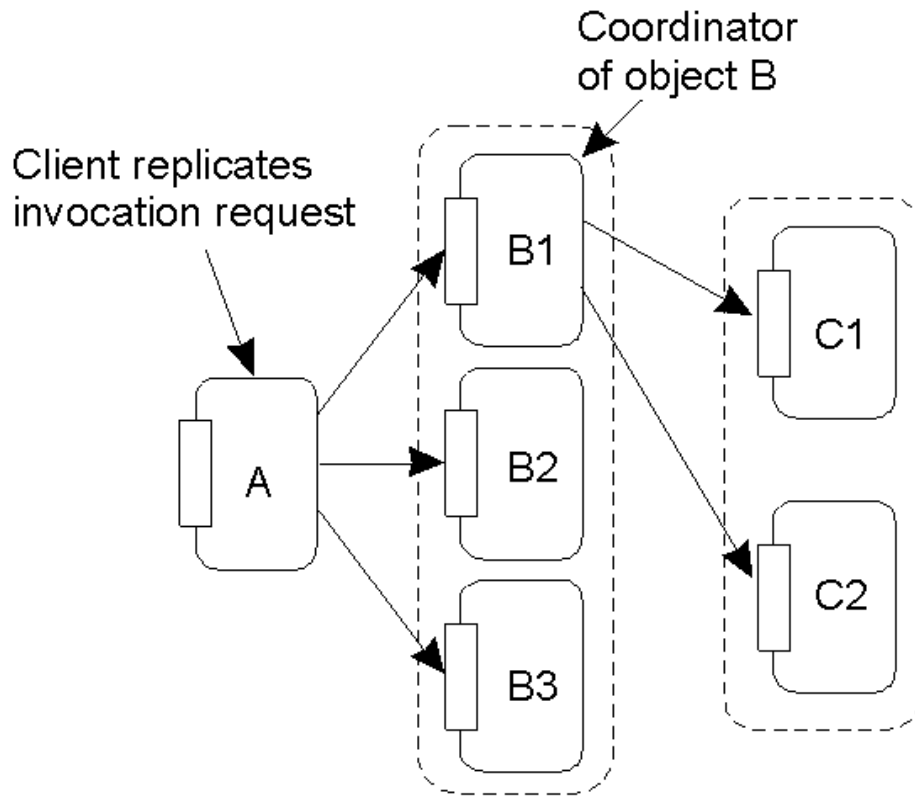 Coordinator
of object B
Client replicates
invocation request
B1
C1
A
B2
C2
B3